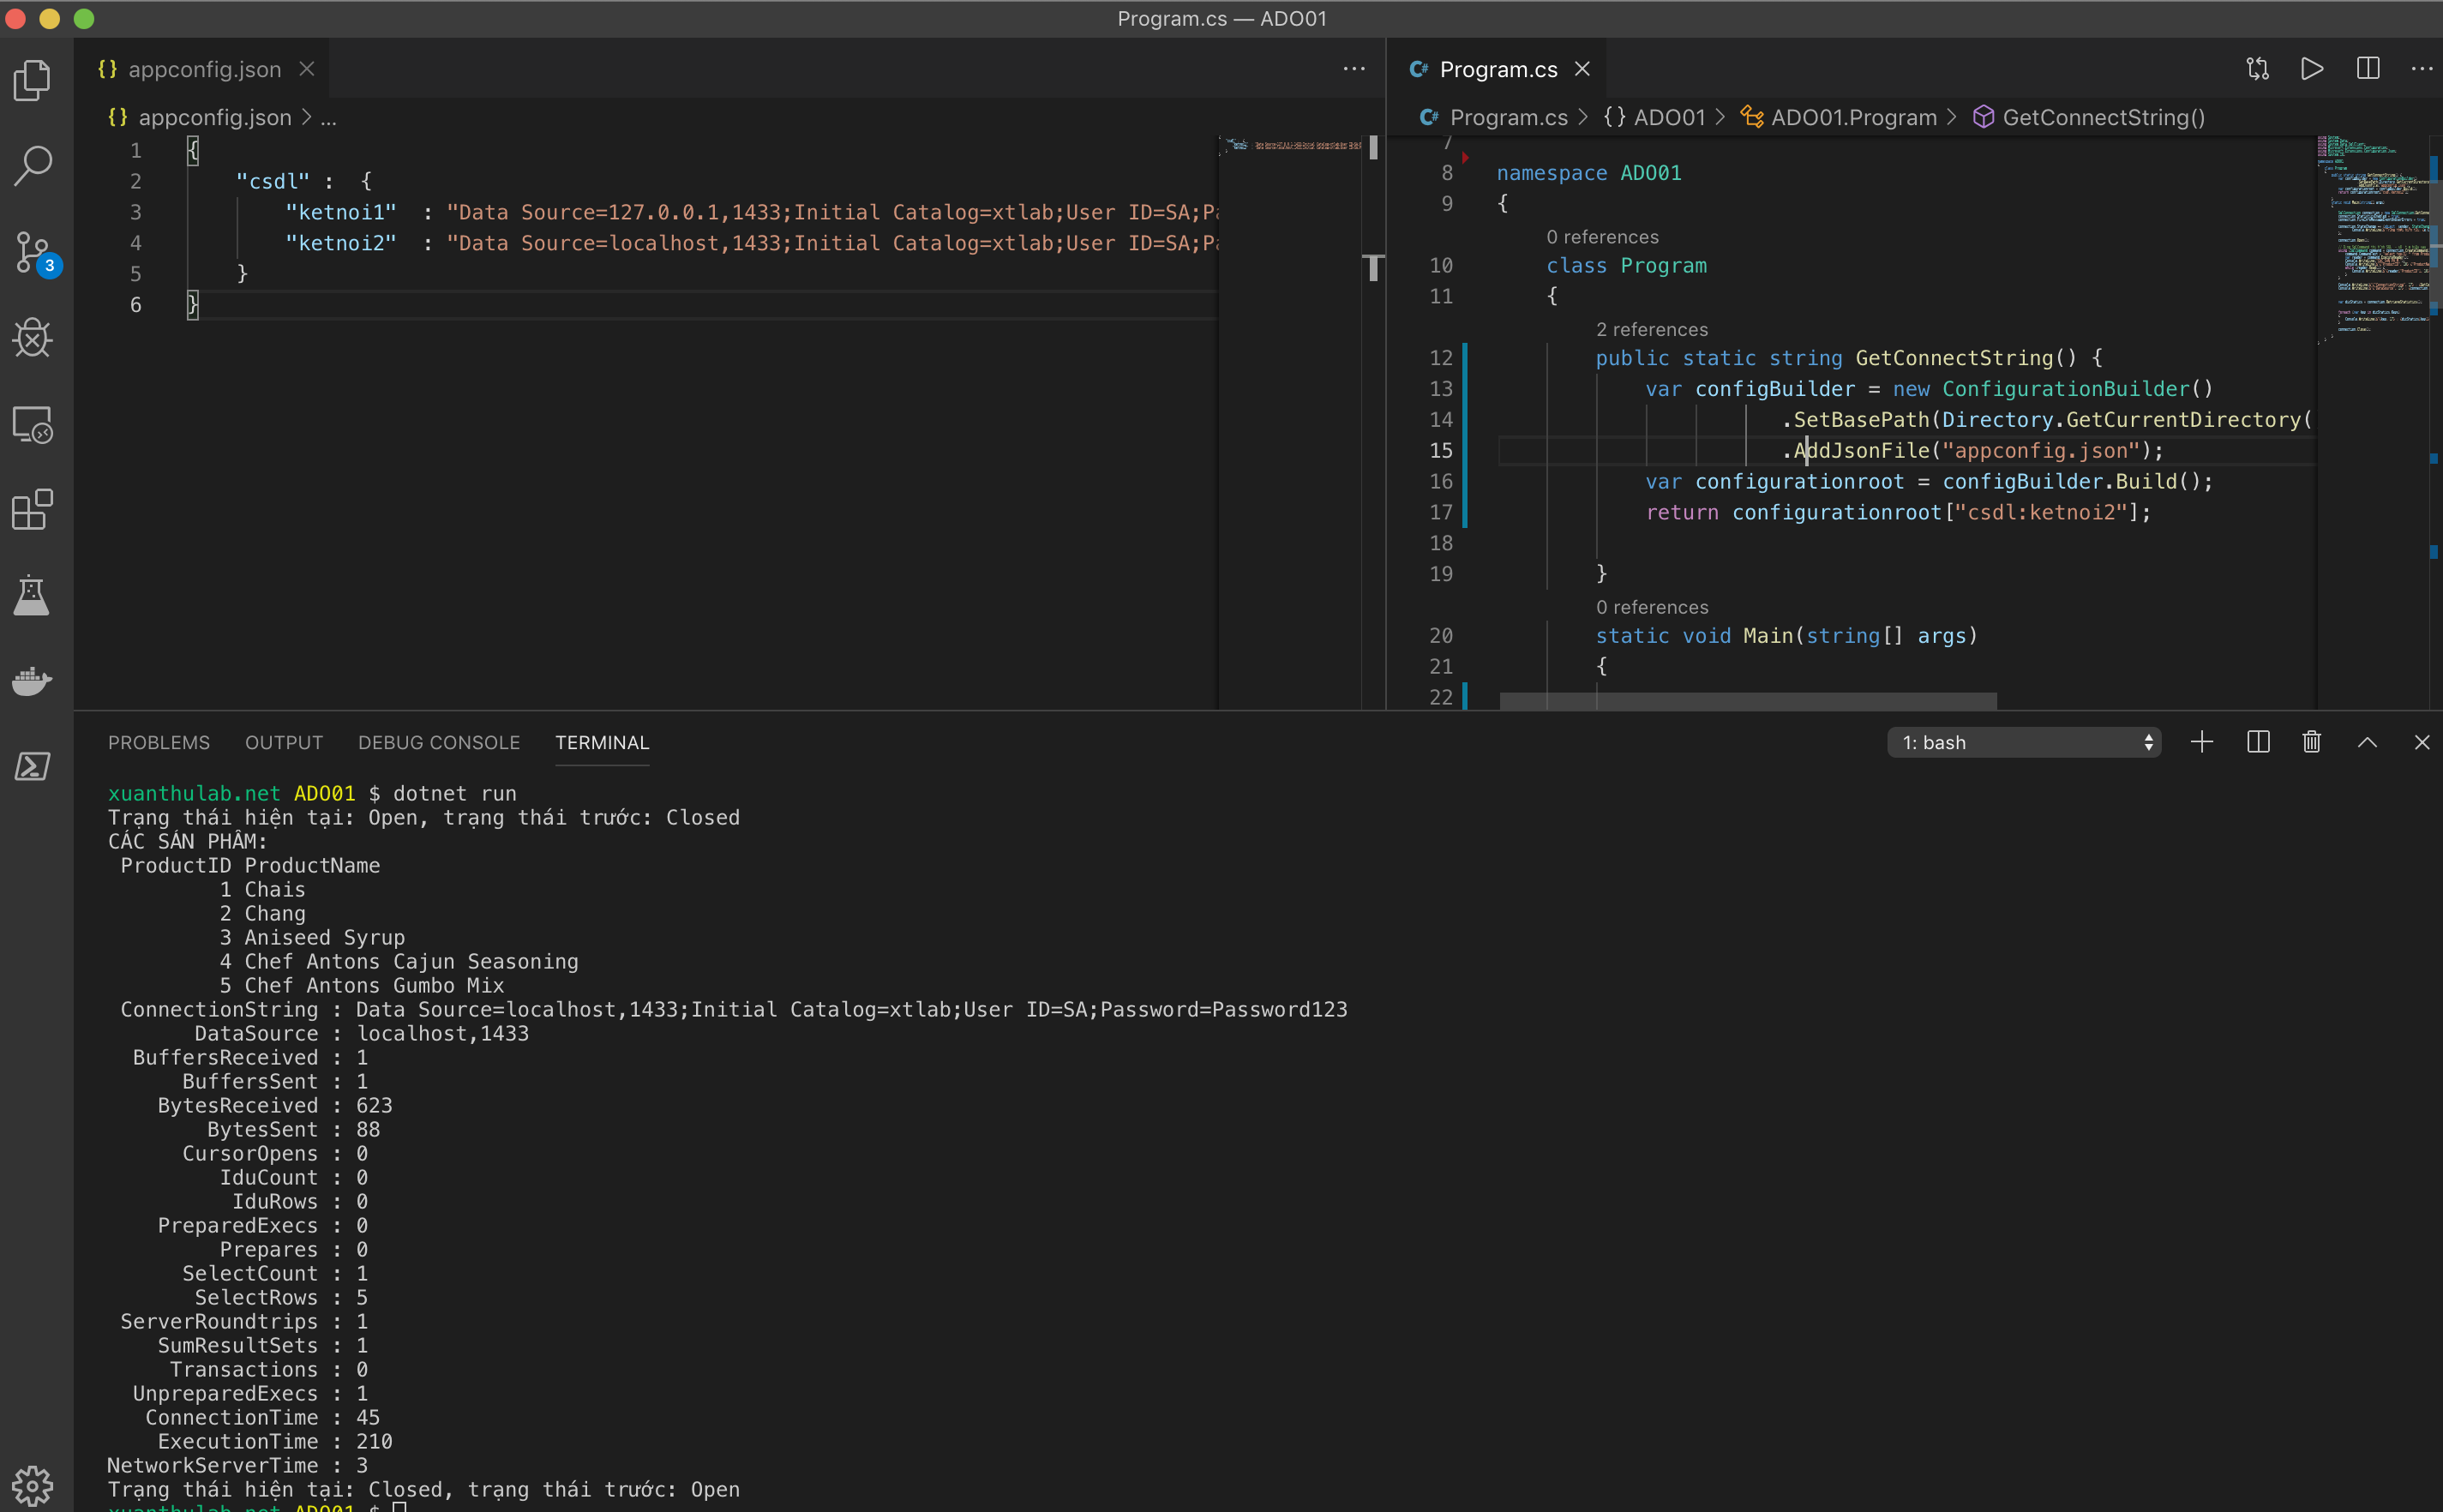 Program.cs — ADO01
appconfig.json
appconfig.json > ...
1 {
2 "csdl" : {
3 "ketnoi1" : "Data Source=127.0.0.1,1433;Initial Catalog=xtlab;User ID=SA;Pa
4 "ketnoi2" : "Data Source=localhost,1433;Initial Catalog=xtlab;User ID=SA;Pa
5 }
6 }
3
Program.cs
Program.cs > {} ADO01 > ADO01.Program > GetConnectString()
7
8 namespace ADO01
9 {
0 references
10 class Program
11 {
2 references
12 public static string GetConnectString() {
13 var configBuilder = new ConfigurationBuilder()
14 .SetBasePath(Directory.GetCurrentDirectory(
15 .AddJsonFile("appconfig.json");
16 var configurationroot = configBuilder.Build();
17 return configurationroot["csdl:ketnoi2"];
18
19 }
0 references
20 static void Main(string[] args)
21 {
22
PROBLEMS OUTPUT DEBUG CONSOLE TERMINAL
1: bash
xuanthulab.net ADO01 $ dotnet run
Trạng thái hiện tại: Open, trạng thái trước: Closed
CÁC SẢN PHẨM:
ProductID ProductName
1 Chais
2 Chang
3 Aniseed Syrup
4 Chef Antons Cajun Seasoning
5 Chef Antons Gumbo Mix
ConnectionString : Data Source=localhost,1433;Initial Catalog=xtlab;User ID=SA;Password=Password123
DataSource : localhost,1433
BuffersReceived : 1
BuffersSent : 1
BytesReceived : 623
BytesSent : 88
CursorOpens : 0
IduCount : 0
IduRows : 0
PreparedExecs : 0
Prepares : 0
SelectCount : 1
SelectRows : 5
ServerRoundtrips : 1
SumResultSets : 1
Transactions : 0
UnpreparedExecs : 1
ConnectionTime : 45
ExecutionTime : 210
NetworkServerTime : 3
Trạng thái hiện tại: Closed, trạng thái trước: Open
xuanthulab.net ADO01 $